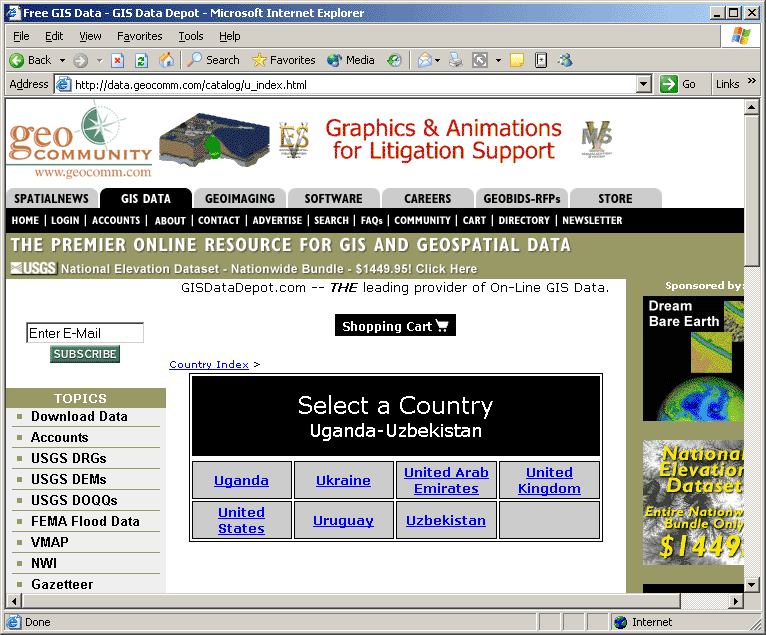 Free GIS Data - GIS Data Depot - Microsoft Internet Explorer
File Edit View Favorites Tools Help
Back Search Favorites Media
Address http://data.geocomm.com/catalog/u_index.html Go Links »
geo
COMMUNITY
www.geocomm.com
Graphics & Animations
for Litigation Support
SPATIALNEWS GIS DATA GEOIMAGING SOFTWARE CAREERS GEOBIDS-RFPs STORE
HOME | LOGIN | ACCOUNTS | ABOUT | CONTACT | ADVERTISE | SEARCH | FAQs | COMMUNITY | CART | DIRECTORY | NEWSLETTER
THE PREMIER ONLINE RESOURCE FOR GIS AND GEOSPATIAL DATA
USGS National Elevation Dataset - Nationwide Bundle - $1449.95! Click Here
GISDataDepot.com -- THE leading provider of On-Line GIS Data.
Shopping Cart
Enter E-Mail
SUBSCRIBE
Country Index >
TOPICS
Download Data
Accounts
USGS DRGs
USGS DEMs
USGS DOQQs
FEMA Flood Data
VMAP
NWI
Gazetteer
Select a Country
Uganda-Uzbekistan
Uganda Ukraine United Arab Emirates United Kingdom
United States Uruguay Uzbekistan
Sponsored by:
Dream
Bare Earth
National
Elevation
Dataset
Entire Nationw
Bundle Only
$1449
Done Internet